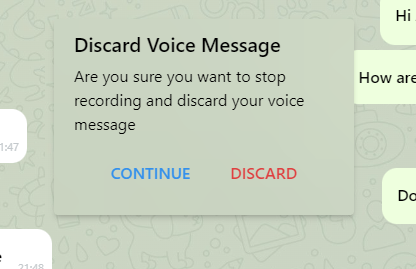 Hi
Discard Voice Message
Are you sure you want to stop
recording and discard your voice
message
How are
1:47
CONTINUE
DISCARD
Do
21:48